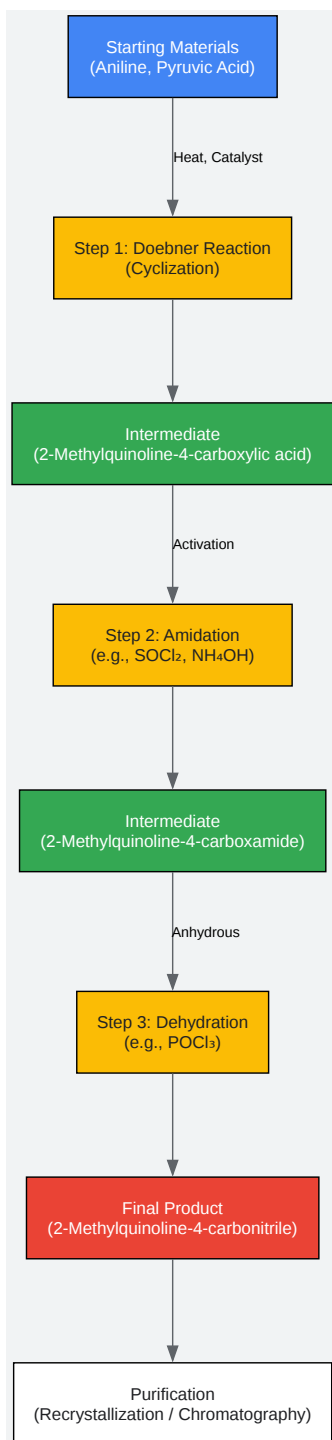 Starting Materials
(Aniline, Pyruvic Acid)
Heat, Catalyst
Step 1: Doebner Reaction
(Cyclization)
Intermediate
(2-Methylquinoline-4-carboxylic acid)
Activation
Step 2: Amidation
(e.g., SOCl₂, NH₄OH)
Intermediate
(2-Methylquinoline-4-carboxamide)
Anhydrous
Step 3: Dehydration
(e.g., POCl₃)
Final Product
(2-Methylquinoline-4-carbonitrile)
Purification
(Recrystallization / Chromatography)